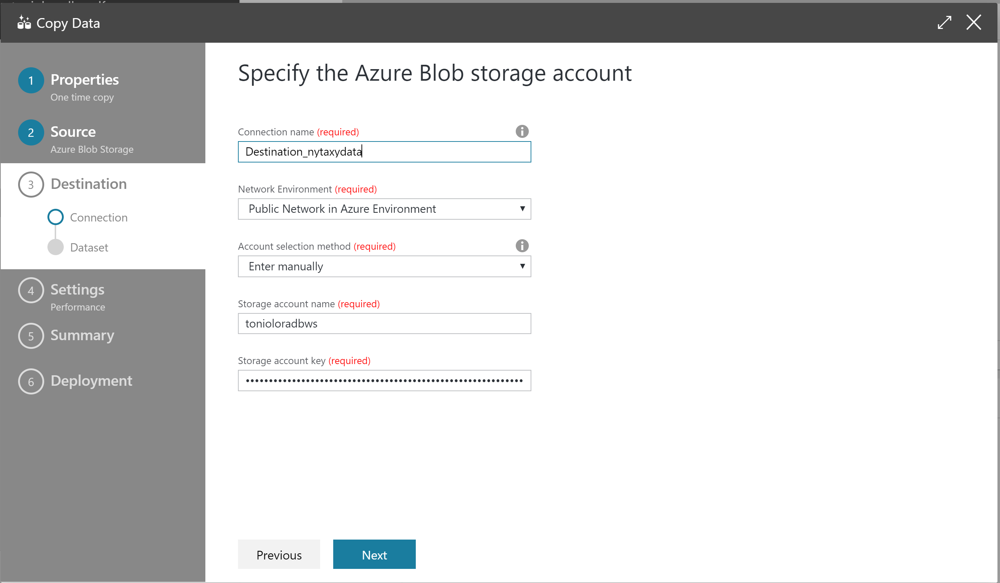 Copy Data
1 Properties
One time copy
2 Source
Azure Blob Storage
3 Destination
Connection
Dataset
4 Settings
Performance
5 Summary
6 Deployment
Specify the Azure Blob storage account
Connection name (required)
Destination_nytaxydata
Network Environment (required)
Public Network in Azure Environment
Account selection method (required)
Enter manually
Storage account name (required)
tonioloradbws
Storage account key (required)
Previous
Next